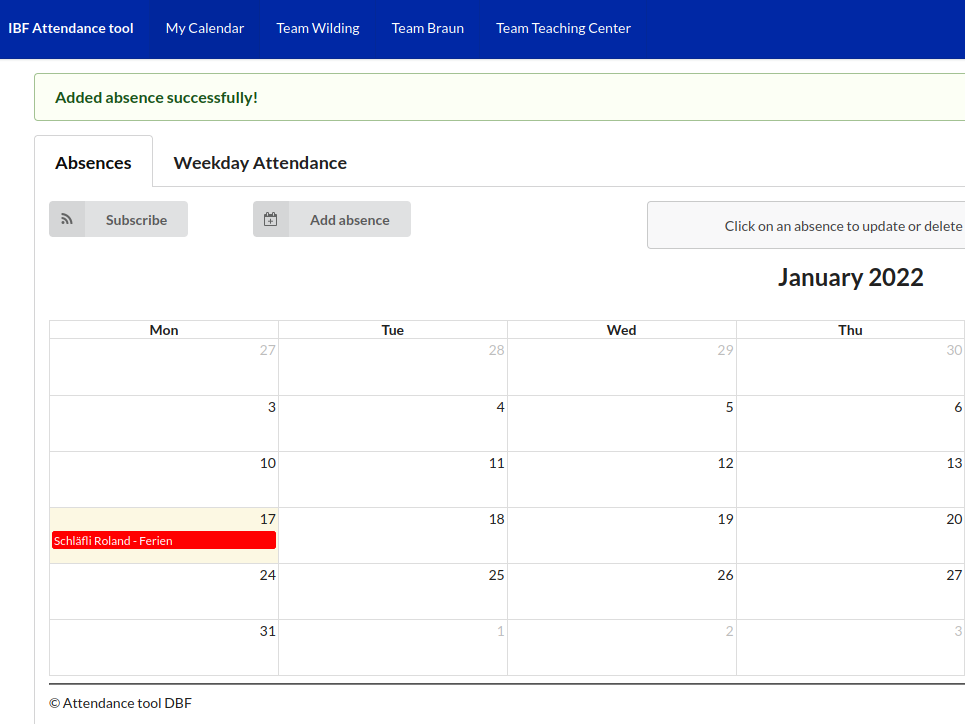 IBF Attendance tool My Calendar Team Wilding Team Braun Team Teaching Center
Added absence successfully!
Absences Weekday Attendance
Subscribe Add absence Click on an absence to update or delete
January 2022
Mon Tue Wed Thu
27 28 29 30
3 4 5 6
10 11 12 13
17 18 19 20
Schläfli Roland - Ferien
24 25 26 27
31 1 2 3
© Attendance tool DBF